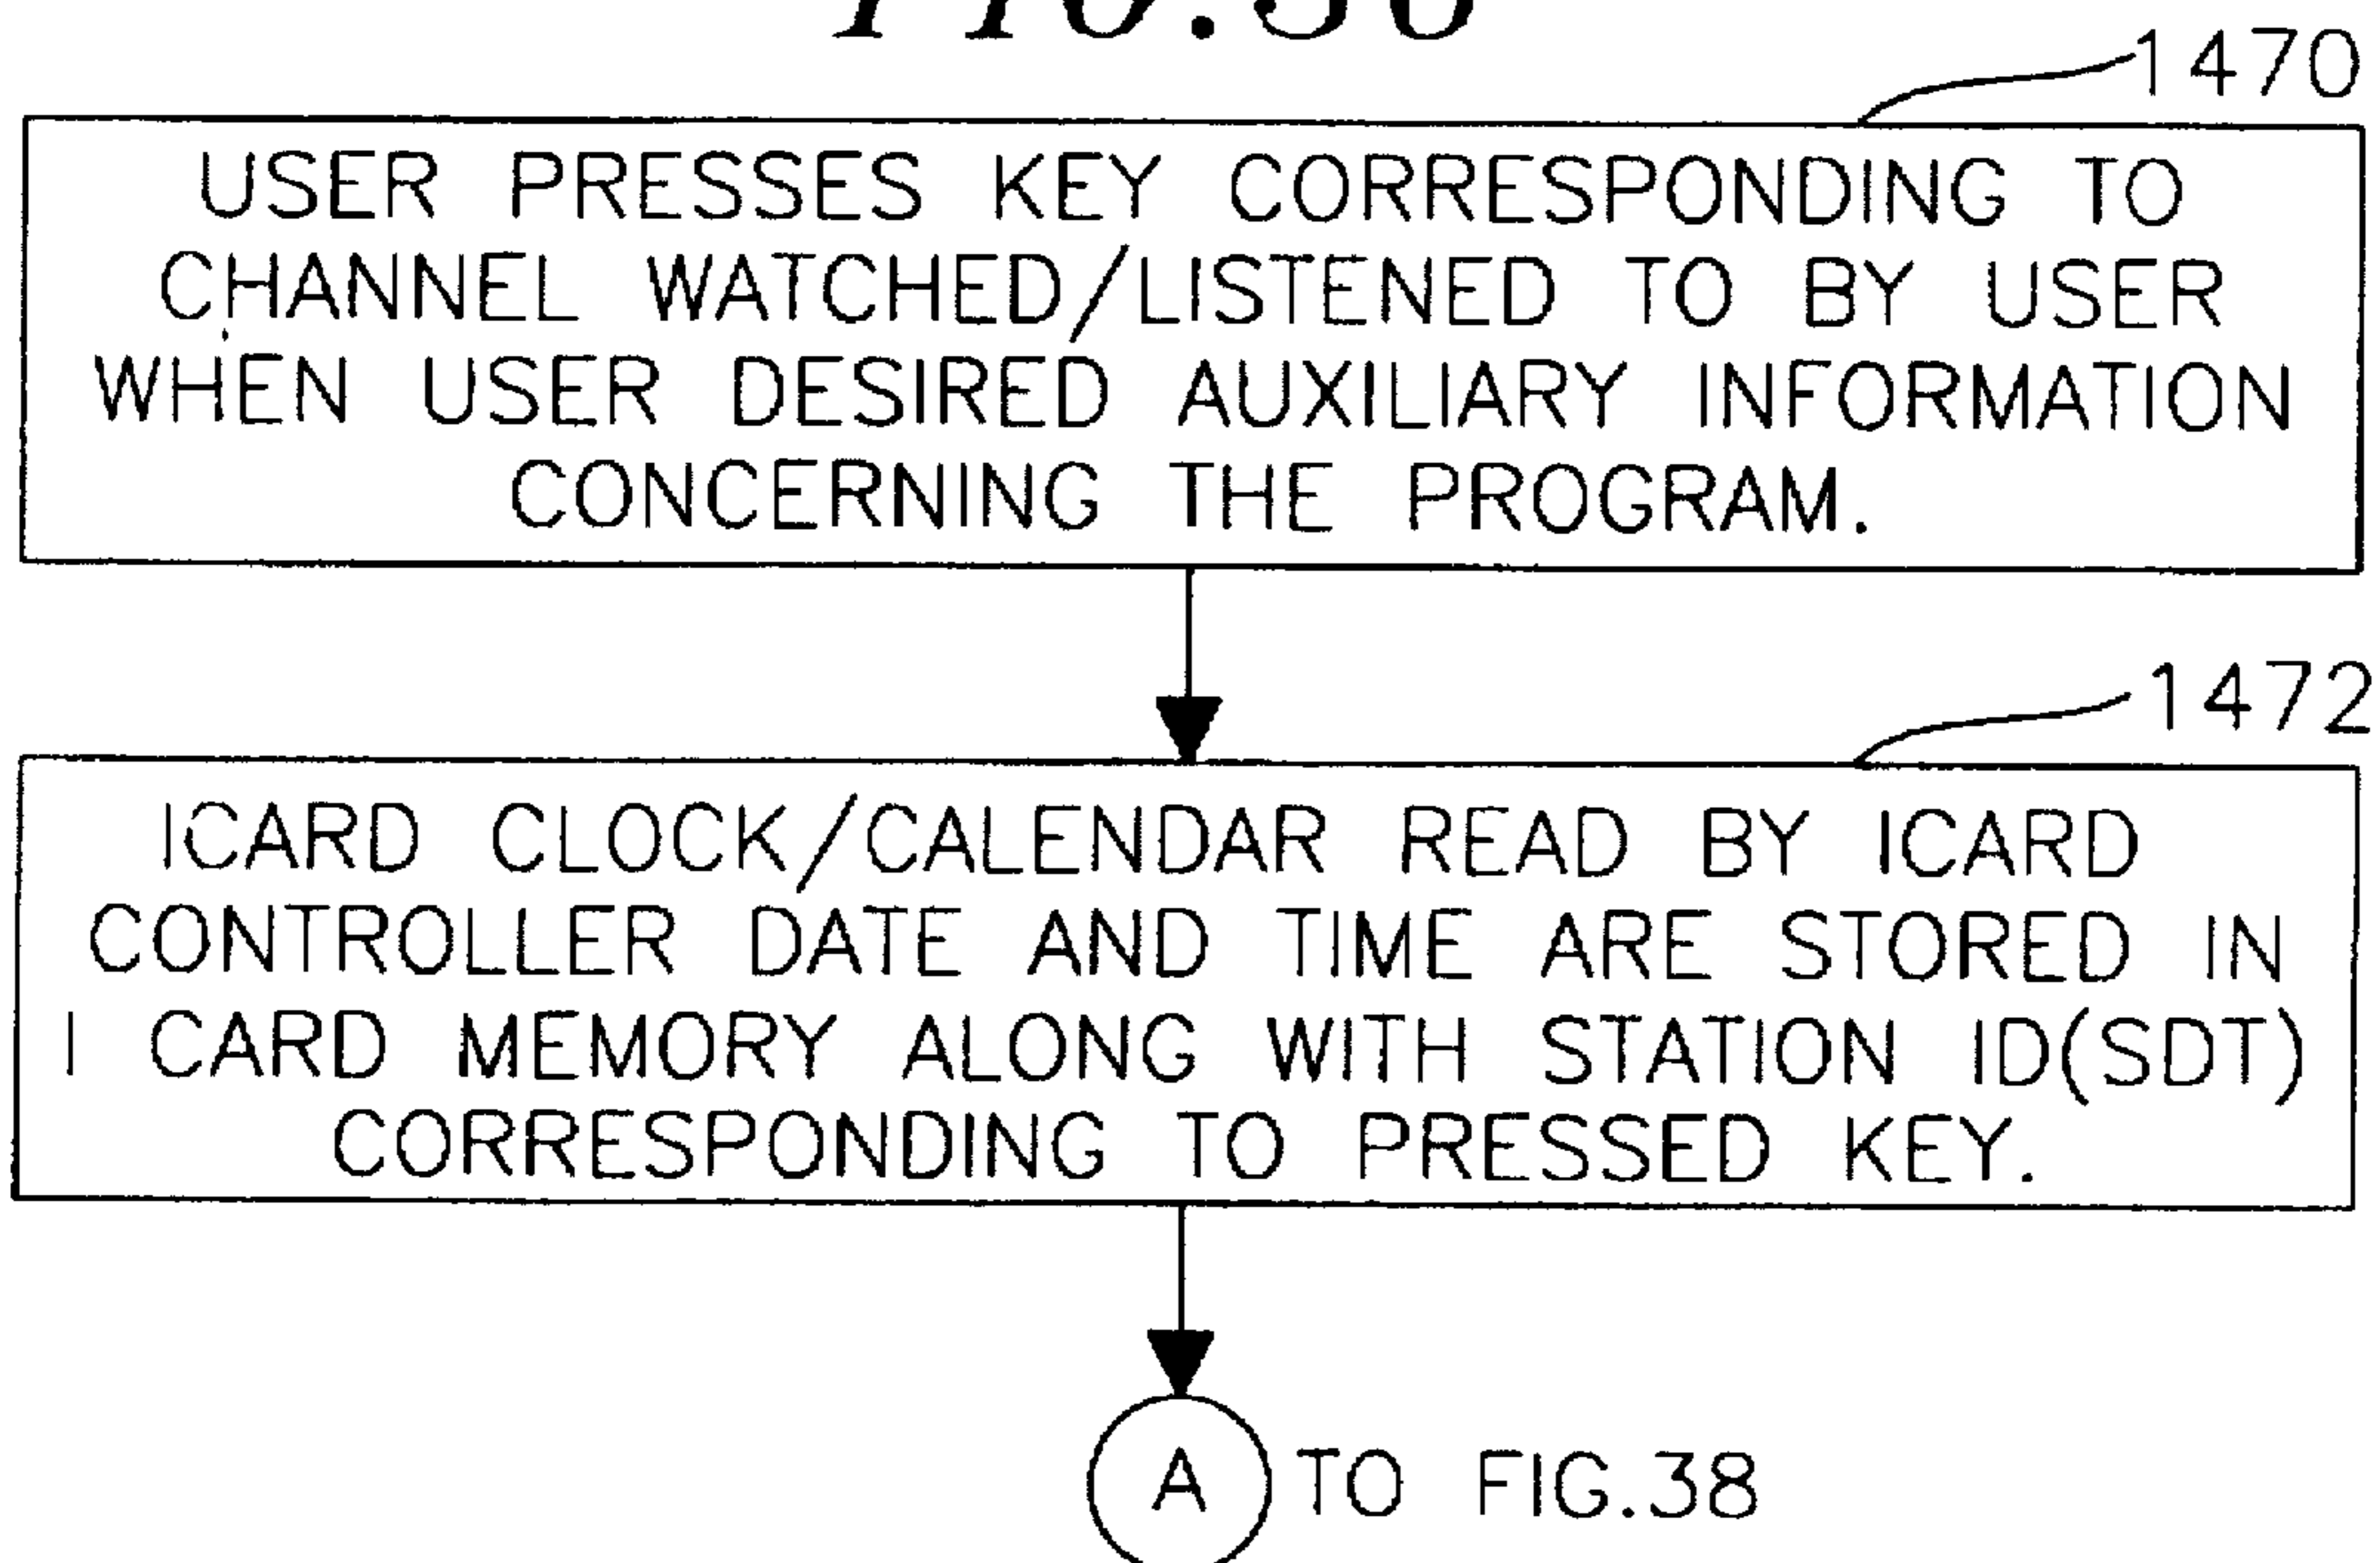 1470
USER PRESSES KEY CORRESPONDING TO
CHANNEL WATCHED/LISTENED TO BY USER
WHEN USER DESIRED AUXILIARY INFORMATION
CONCERNING THE PROGRAM.
1472
ICARD CLOCK/CALENDAR READ BY ICARD
CONTROLLER DATE AND TIME ARE STORED IN
I CARD MEMORY ALONG WITH STATION ID(SDT)
CORRESPONDING TO PRESSED KEY.
A TO FIG.38